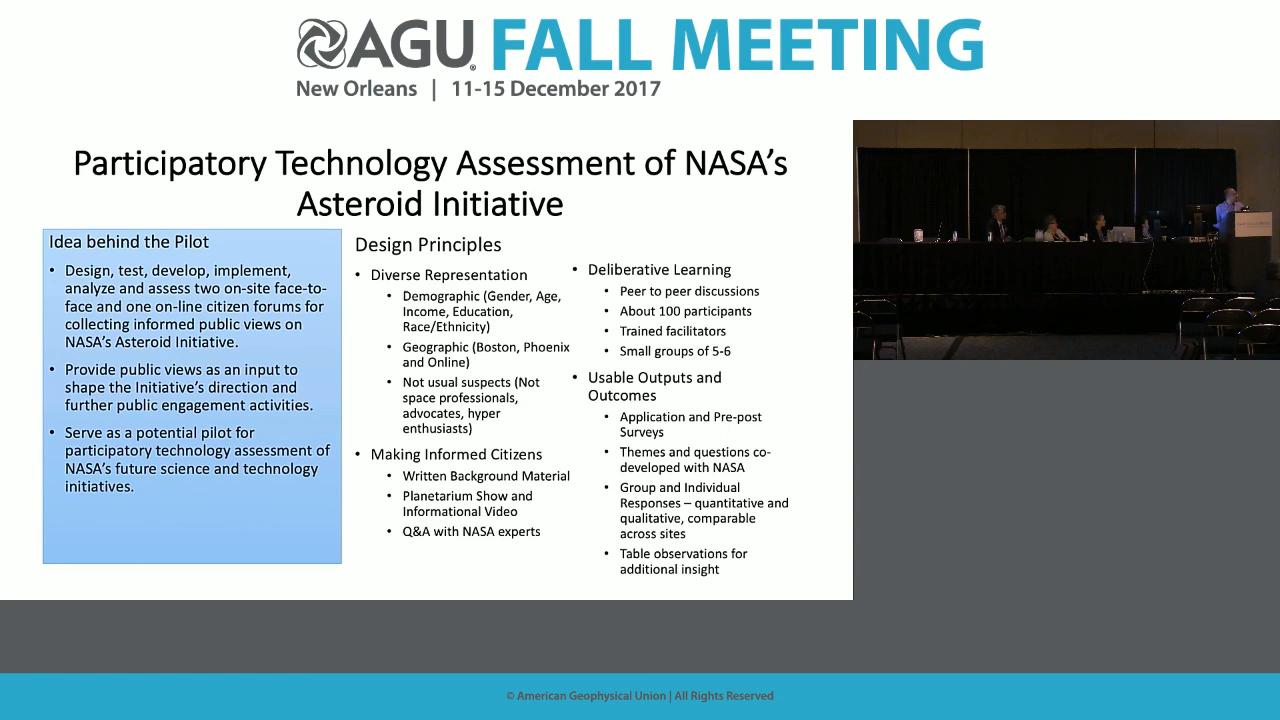 AGU FALL MEETING
New Orleans | 11-15 December 2017
Participatory Technology Assessment of NASA's
Asteroid Initiative
Idea behind the Pilot
• Design, test, develop, implement,
analyze and assess two on-site face-to-
face and one on-line citizen forums for
collecting informed public views on
NASA's Asteroid Initiative.
• Provide public views as an input to
shape the Initiative's direction and
further public engagement activities.
• Serve as a potential pilot for
participatory technology assessment of
NASA's future science and technology
initiatives.
Design Principles
• Diverse Representation
• Demographic (Gender, Age,
Income, Education,
Race/Ethnicity)
• Geographic (Boston, Phoenix
and Online)
• Not usual suspects (Not
space professionals,
advocates, hyper
enthusiasts)
• Making Informed Citizens
• Written Background Material
• Planetarium Show and
Informational Video
• Q&A with NASA experts
• Deliberative Learning
• Peer to peer discussions
• About 100 participants
• Trained facilitators
• Small groups of 5-6
• Usable Outputs and
Outcomes
• Application and Pre-post
Surveys
• Themes and questions co-
developed with NASA
• Group and Individual
Responses – quantitative and
qualitative, comparable
across sites
• Table observations for
additional insight
© American Geophysical Union | All Rights Reserved